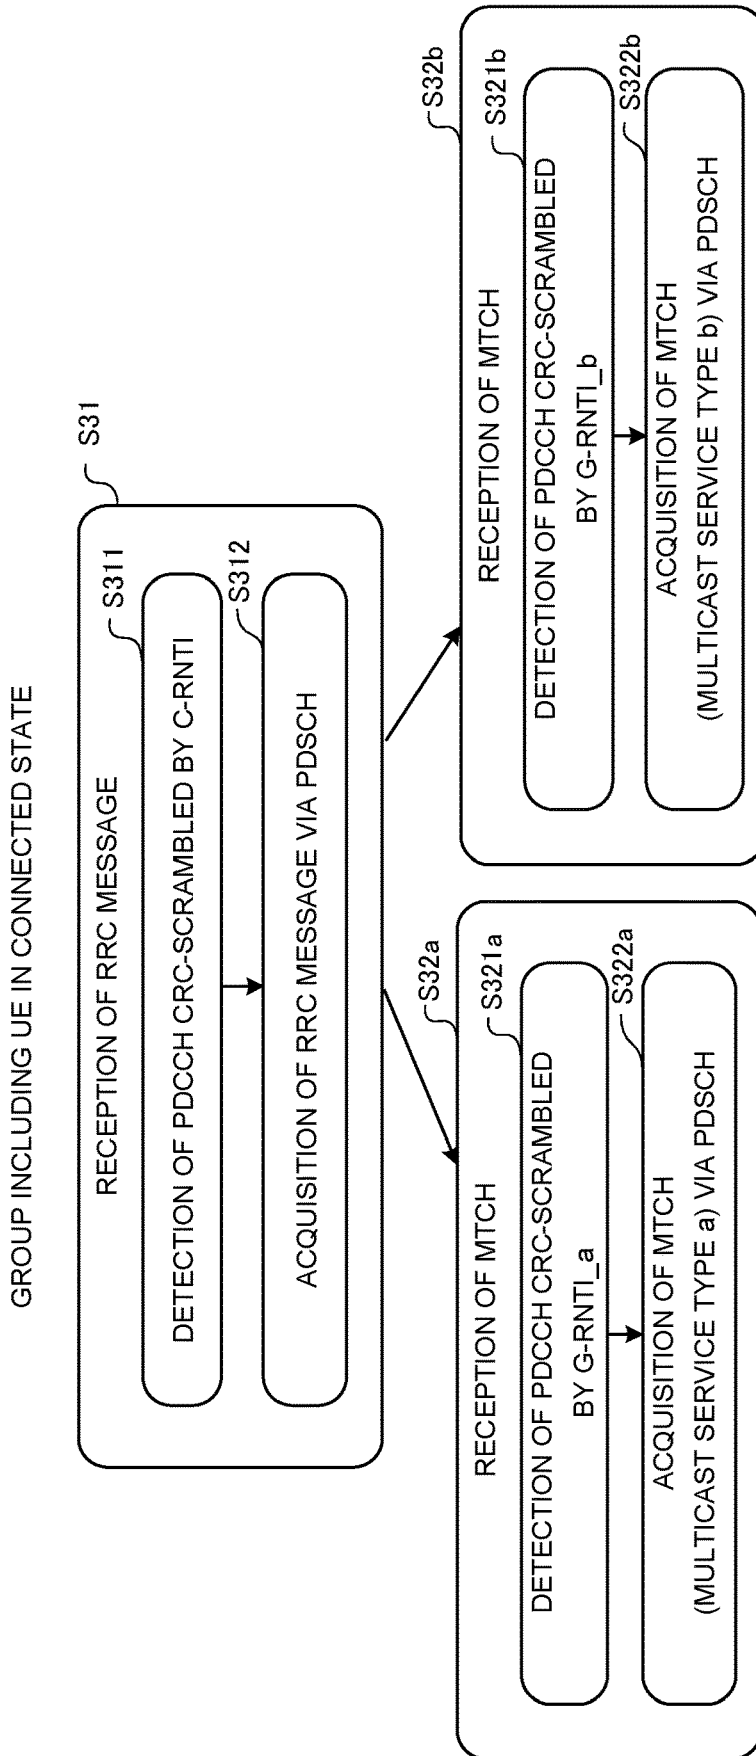 GROUP INCLUDING UE IN CONNECTED STATE
S31
RECEPTION OF RRC MESSAGE
S311
DETECTION OF PDCCH CRC-SCRAMBLED BY C-RNTI
S312
ACQUISITION OF RRC MESSAGE VIA PDSCH
S32a
RECEPTION OF MTCH
S321a
DETECTION OF PDCCH CRC-SCRAMBLED
BY G-RNTI_a
S322a
ACQUISITION OF MTCH
(MULTICAST SERVICE TYPE a) VIA PDSCH
S32b
RECEPTION OF MTCH
S321b
DETECTION OF PDCCH CRC-SCRAMBLED
BY G-RNTI_b
S322b
ACQUISITION OF MTCH
(MULTICAST SERVICE TYPE b) VIA PDSCH